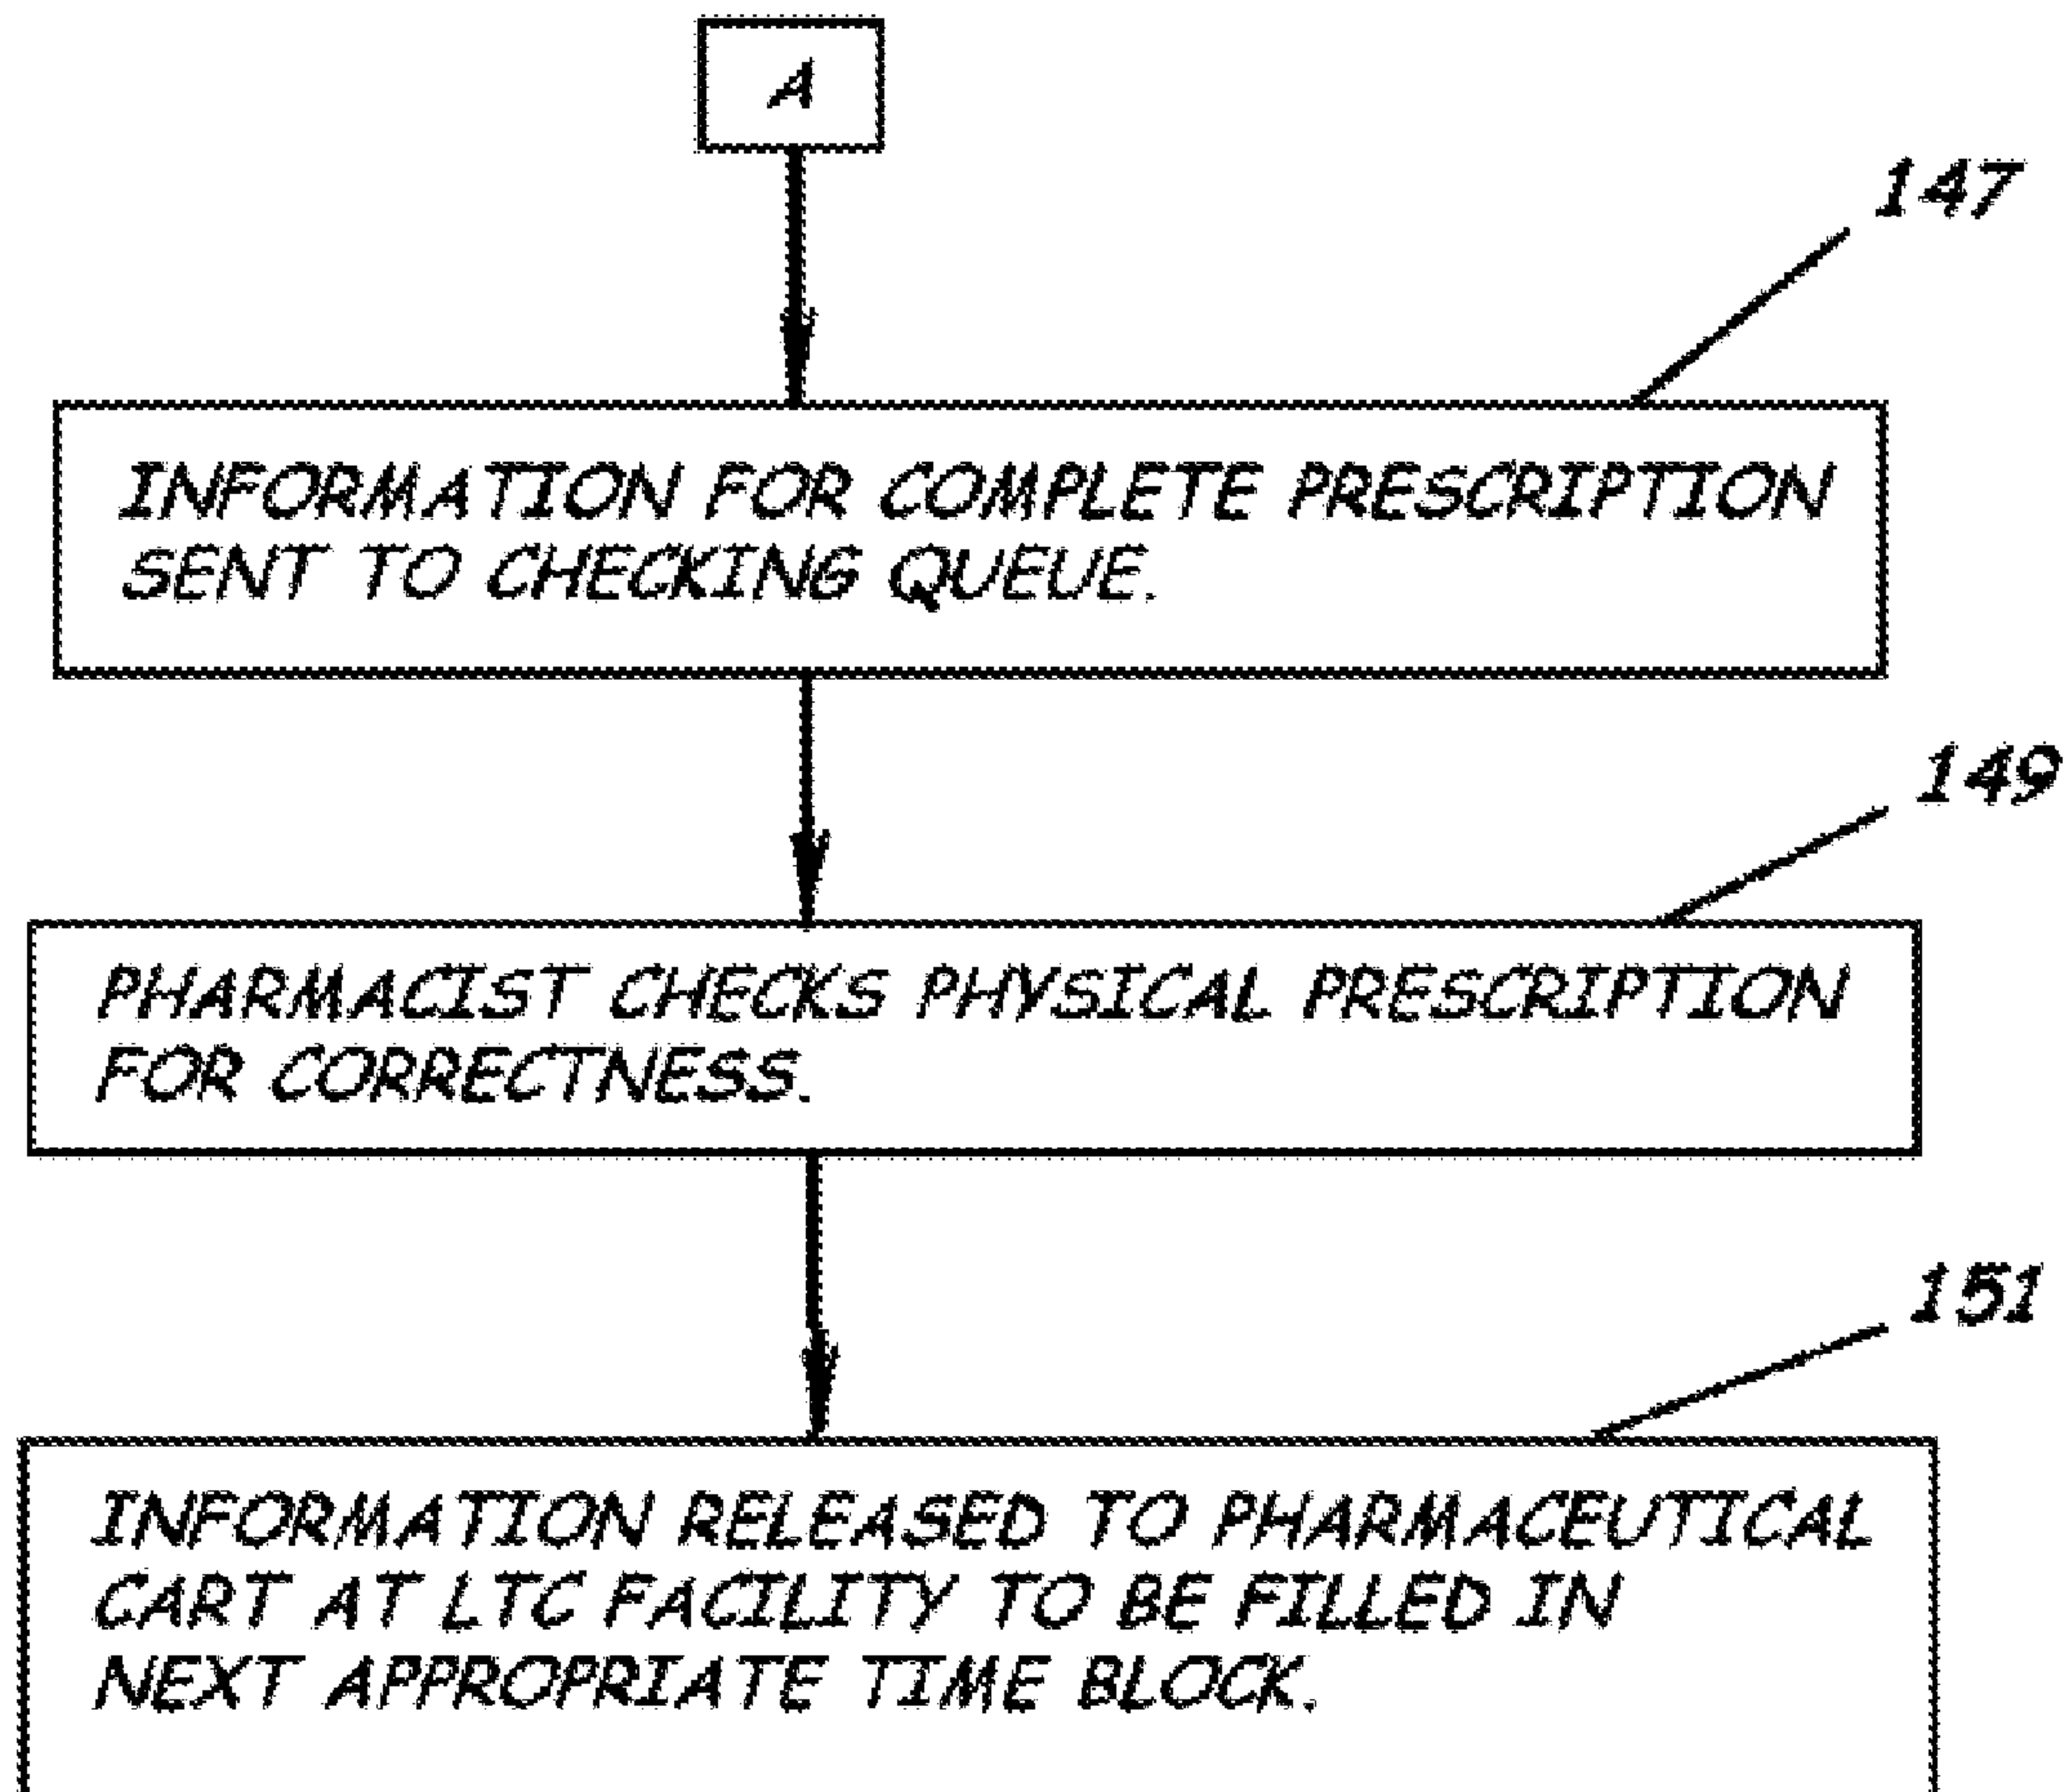 A
147
INFORMATION FOR COMPLETE PRESCRIPTION
SENT TO CHECKING QUEUE.
149
PHARMACIST CHECKS PHYSICAL PRESCRIPTION
FOR CORRECTNESS.
151
INFORMATION RELEASED TO PHARMACEUTICAL
CART AT LTC FACILITY TO BE FILLED IN
NEXT APPROPRIATE TIME BLOCK.